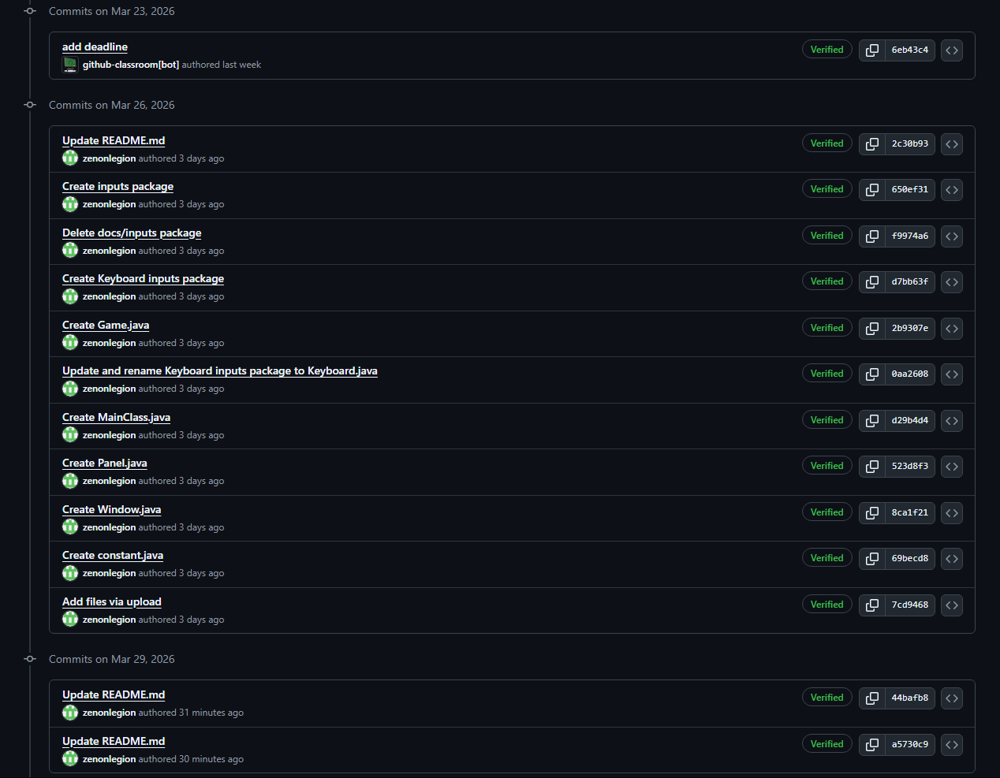 Commits on Mar 23, 2026
add deadline
Verified
6eb43c4
github-classroom[bot] authored last week
Commits on Mar 26, 2026
Update README.md
Verified
2c30b93
zenonlegion authored 3 days ago
Create inputs package
Verified
650ef31
zenonlegion authored 3 days ago
Delete docs/inputs package
Verified
f9974a6
zenonlegion authored 3 days ago
Create Keyboard inputs package
Verified
d7bb63f
zenonlegion authored 3 days ago
Create Game.java
Verified
2b9307e
zenonlegion authored 3 days ago
Update and rename Keyboard inputs package to Keyboard.java
Verified
0aa2608
zenonlegion authored 3 days ago
Create MainClass.java
Verified
d29b4d4
zenonlegion authored 3 days ago
Create Panel.java
Verified
523d8f3
zenonlegion authored 3 days ago
Create Window.java
Verified
8ca1f21
zenonlegion authored 3 days ago
Create constant.java
Verified
69becd8
zenonlegion authored 3 days ago
Add files via upload
Verified
7cd9468
zenonlegion authored 3 days ago
Commits on Mar 29, 2026
Update README.md
Verified
44bafb8
zenonlegion authored 31 minutes ago
Update README.md
Verified
a5730c9
zenonlegion authored 30 minutes ago